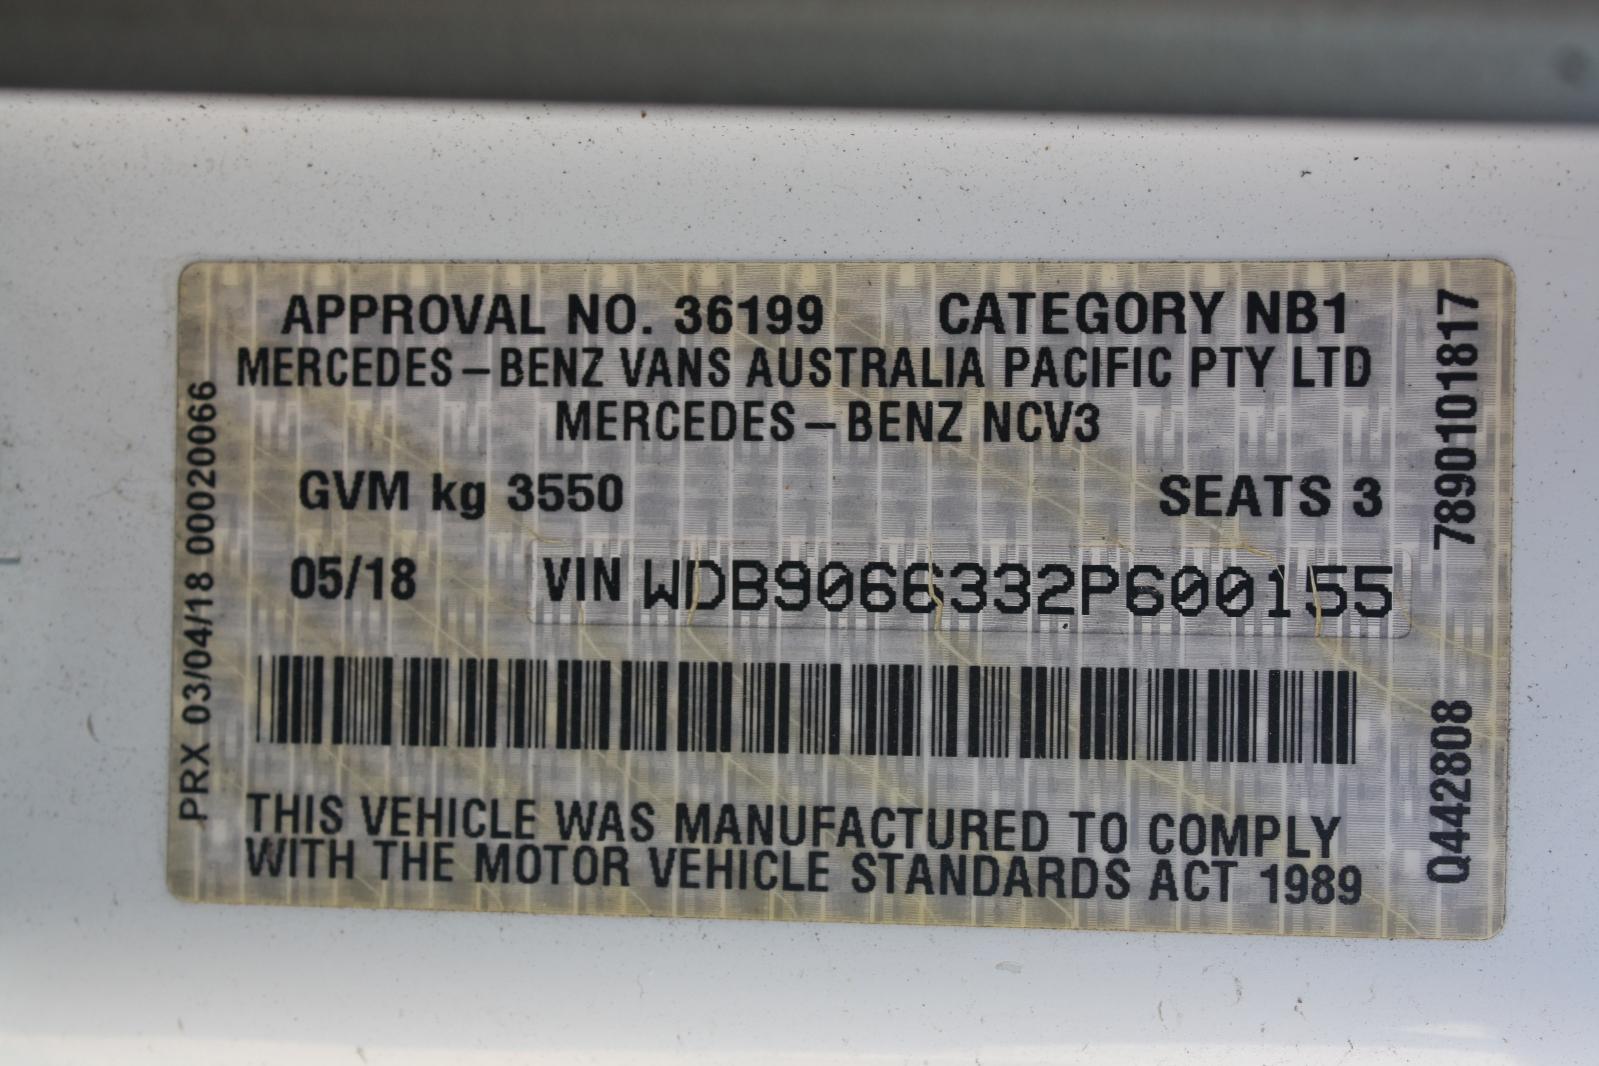 APPROVAL NO. 36199 CATEGORY NB1
MERCEDES-BENZ VANS AUSTRALIA PACIFIC PTY LTD
MERCEDES-BENZ NCV3
GVM kg 3550 SEATS 3
05/18 VIN WDB9066332P600155
THIS VEHICLE WAS MANUFACTURED TO COMPLY
WITH THE MOTOR VEHICLE STANDARDS ACT 1989
PRX 03/04/18 00020066
7890101817
Q442808